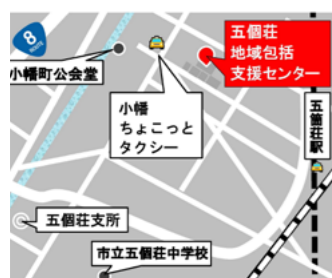 8
ROUTE
小幡町公会堂
五個荘
地域包括
支援センター
小幡
ちょこっと
タクシー
五箇荘駅
五個荘支所
市立五個荘中学校